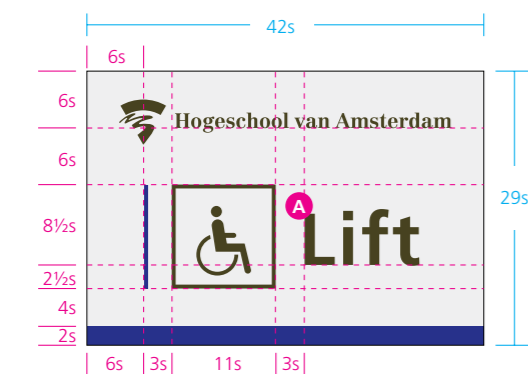 42s
6s
6s
Hogeschool van Amsterdam
6s
29s
8½s
A
Lift
2½s
4s
2s
6s
3s
11s
3s